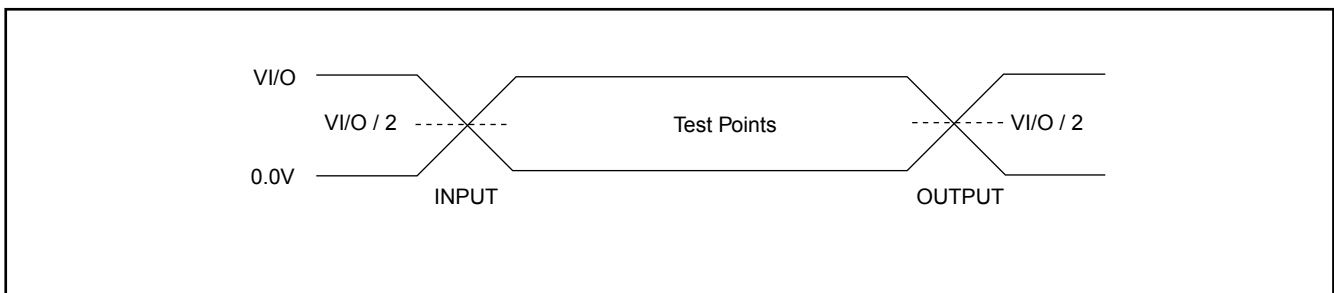 VI/O
VI/O / 2
Test Points
VI/O / 2
0.0V
INPUT
OUTPUT